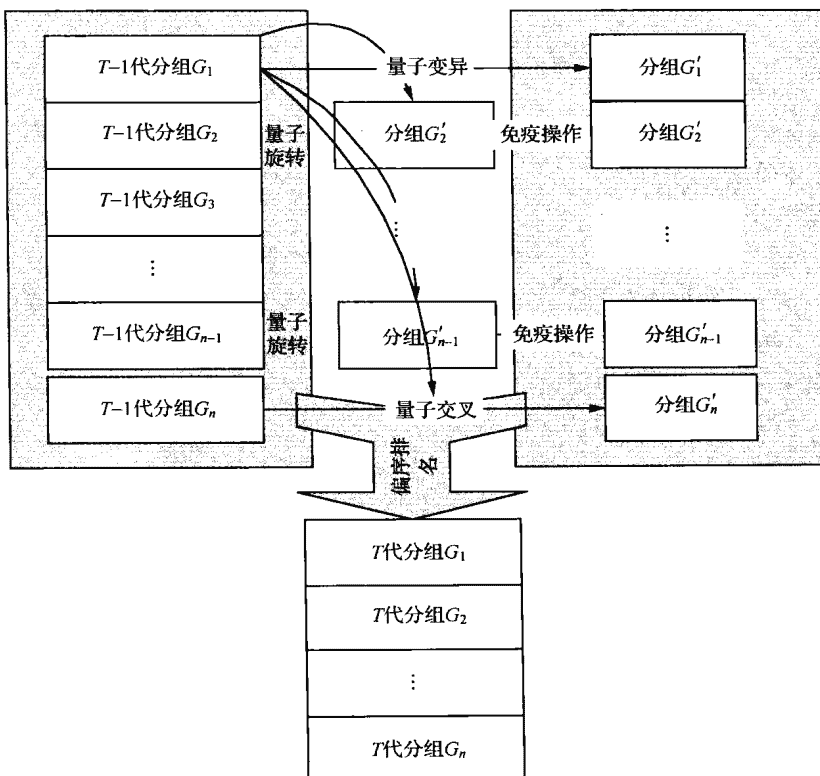 T-1代分组G₁
量子变异
分组G′₁
T-1代分组G₂
量子
旋转
分组G′₂
免疫操作
分组G′₂
T-1代分组G₃
⋮
…
⋮
T-1代分组Gₙ₋₁
量子
旋转
分组G′ₙ₋₁
免疫操作
分组G′ₙ₋₁
T-1代分组Gₙ
量子交叉
分组G′ₙ
偏序排
名
T代分组G₁
T代分组G₂
⋮
T代分组Gₙ